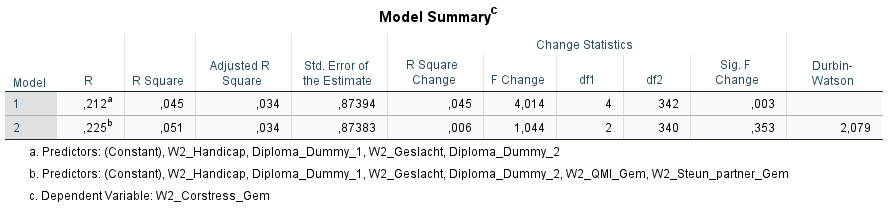 Model Summaryc
Change Statistics
Model R R Square Adjusted R Square Std. Error of the Estimate R Square Change F Change df1 df2 Sig. F Change Durbin-Watson
1 ,212a ,045 ,034 ,87394 ,045 4,014 4 342 ,003
2 ,225b ,051 ,034 ,87383 ,006 1,044 2 340 ,353 2,079
a. Predictors: (Constant), W2_Handicap, Diploma_Dummy_1, W2_Geslacht, Diploma_Dummy_2
b. Predictors: (Constant), W2_Handicap, Diploma_Dummy_1, W2_Geslacht, Diploma_Dummy_2, W2_QMI_Gem, W2_Steun_partner_Gem
c. Dependent Variable: W2_Corstress_Gem